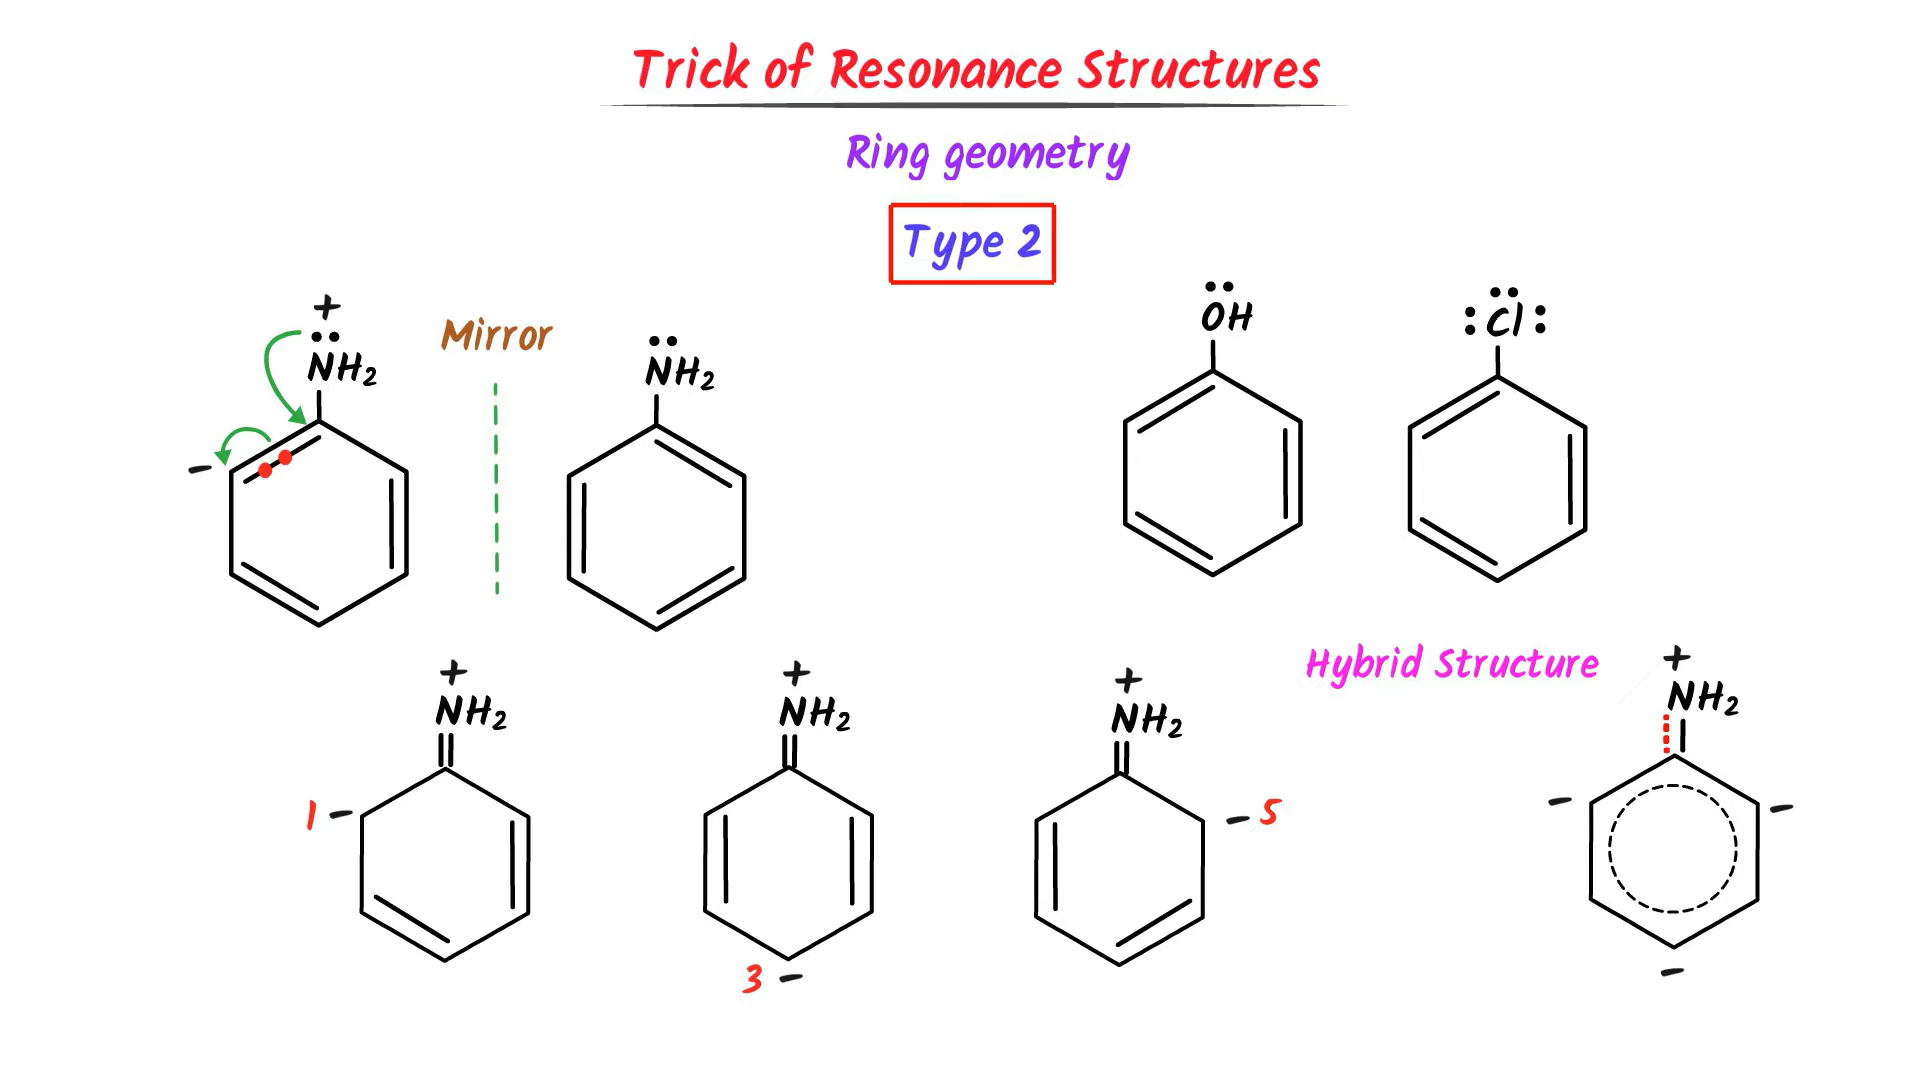 Trick of Resonance Structures
Ring geometry
Type 2
+
NH2
-
Mirror
NH2
OH
Cl
+
NH2
1 -
+
NH2
3 -
+
NH2
- 5
Hybrid Structure
+
NH2
- -
-